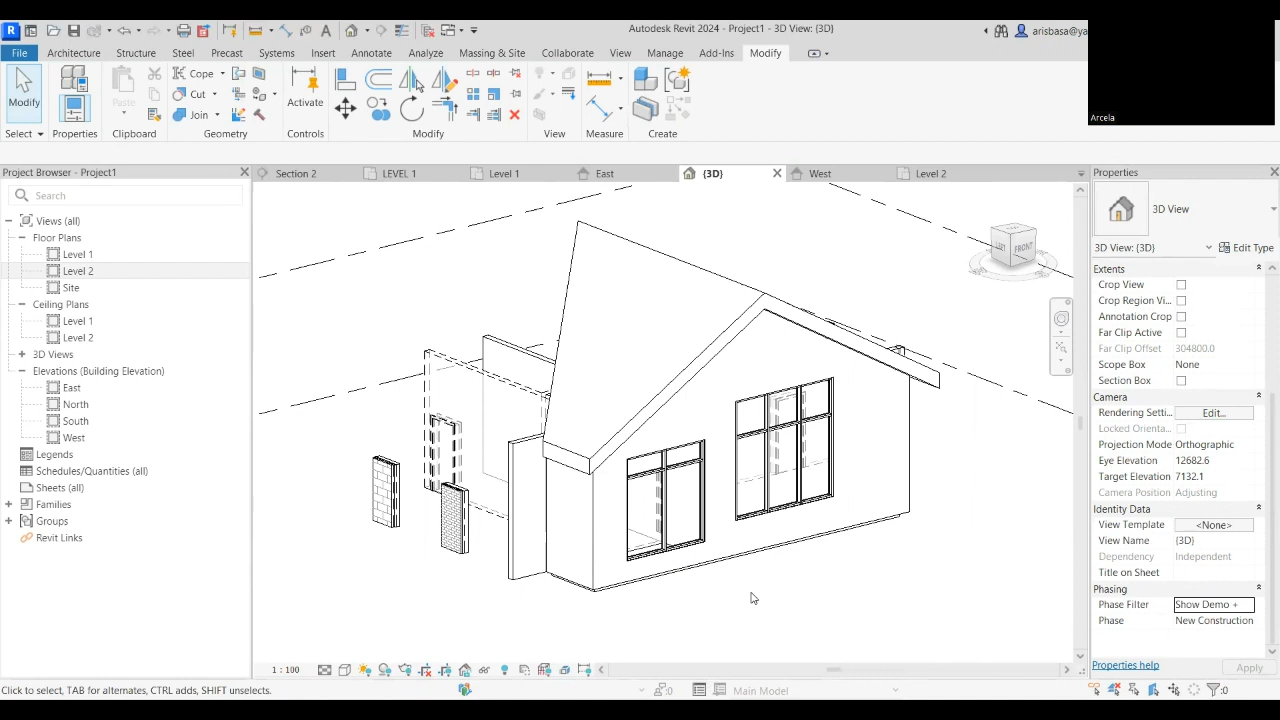 Autodesk Revit 2024 - Project1 - 3D View: {3D}
arisbasa@ya
File Architecture Structure Steel Precast Systems Insert Annotate Analyze Massing & Site Collaborate View Manage Add-Ins Modify
Modify
Properties
Paste
Cope
Cut
Join
Activate
Select
Properties
Clipboard
Geometry
Controls
Modify
View
Measure
Create
Arcela
Project Browser - Project1
Search
Views (all)
Floor Plans
Level 1
Level 2
Site
Ceiling Plans
Level 1
Level 2
3D Views
Elevations (Building Elevation)
East
North
South
West
Legends
Schedules/Quantities (all)
Sheets (all)
Families
Groups
Revit Links
Section 2 LEVEL 1 Level 1 East {3D} West Level 2
FRONT
1 : 100
3D View
3D View: {3D} Edit Type
Extents
Crop View
Crop Region Vi...
Annotation Crop
Far Clip Active
Far Clip Offset 304800.0
Scope Box None
Section Box
Camera
Rendering Setti... Edit...
Locked Orienta...
Projection Mode Orthographic
Eye Elevation 12682.6
Target Elevation 7132.1
Camera Position Adjusting
Identity Data
View Template <None>
View Name {3D}
Dependency Independent
Title on Sheet
Phasing
Phase Filter Show Demo +
Phase New Construction
Properties help Apply
Click to select, TAB for alternates, CTRL adds, SHIFT unselects.
:0
Main Model
:0